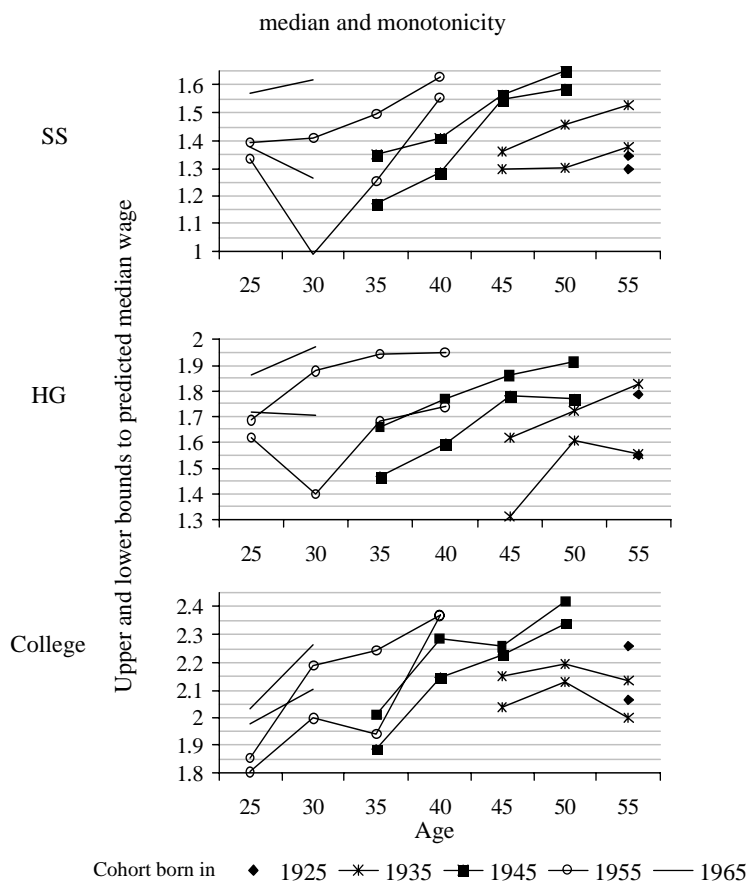 median and monotonicity
Upper and lower bounds to predicted median wage
SS
1.6
1.5
1.4
1.3
1.2
1.1
1
25 30 35 40 45 50 55
HG
2
1.9
1.8
1.7
1.6
1.5
1.4
1.3
25 30 35 40 45 50 55
College
2.4
2.3
2.2
2.1
2
1.9
1.8
25 30 35 40 45 50 55
Age
Cohort born in 1925 1935 1945 1955 1965